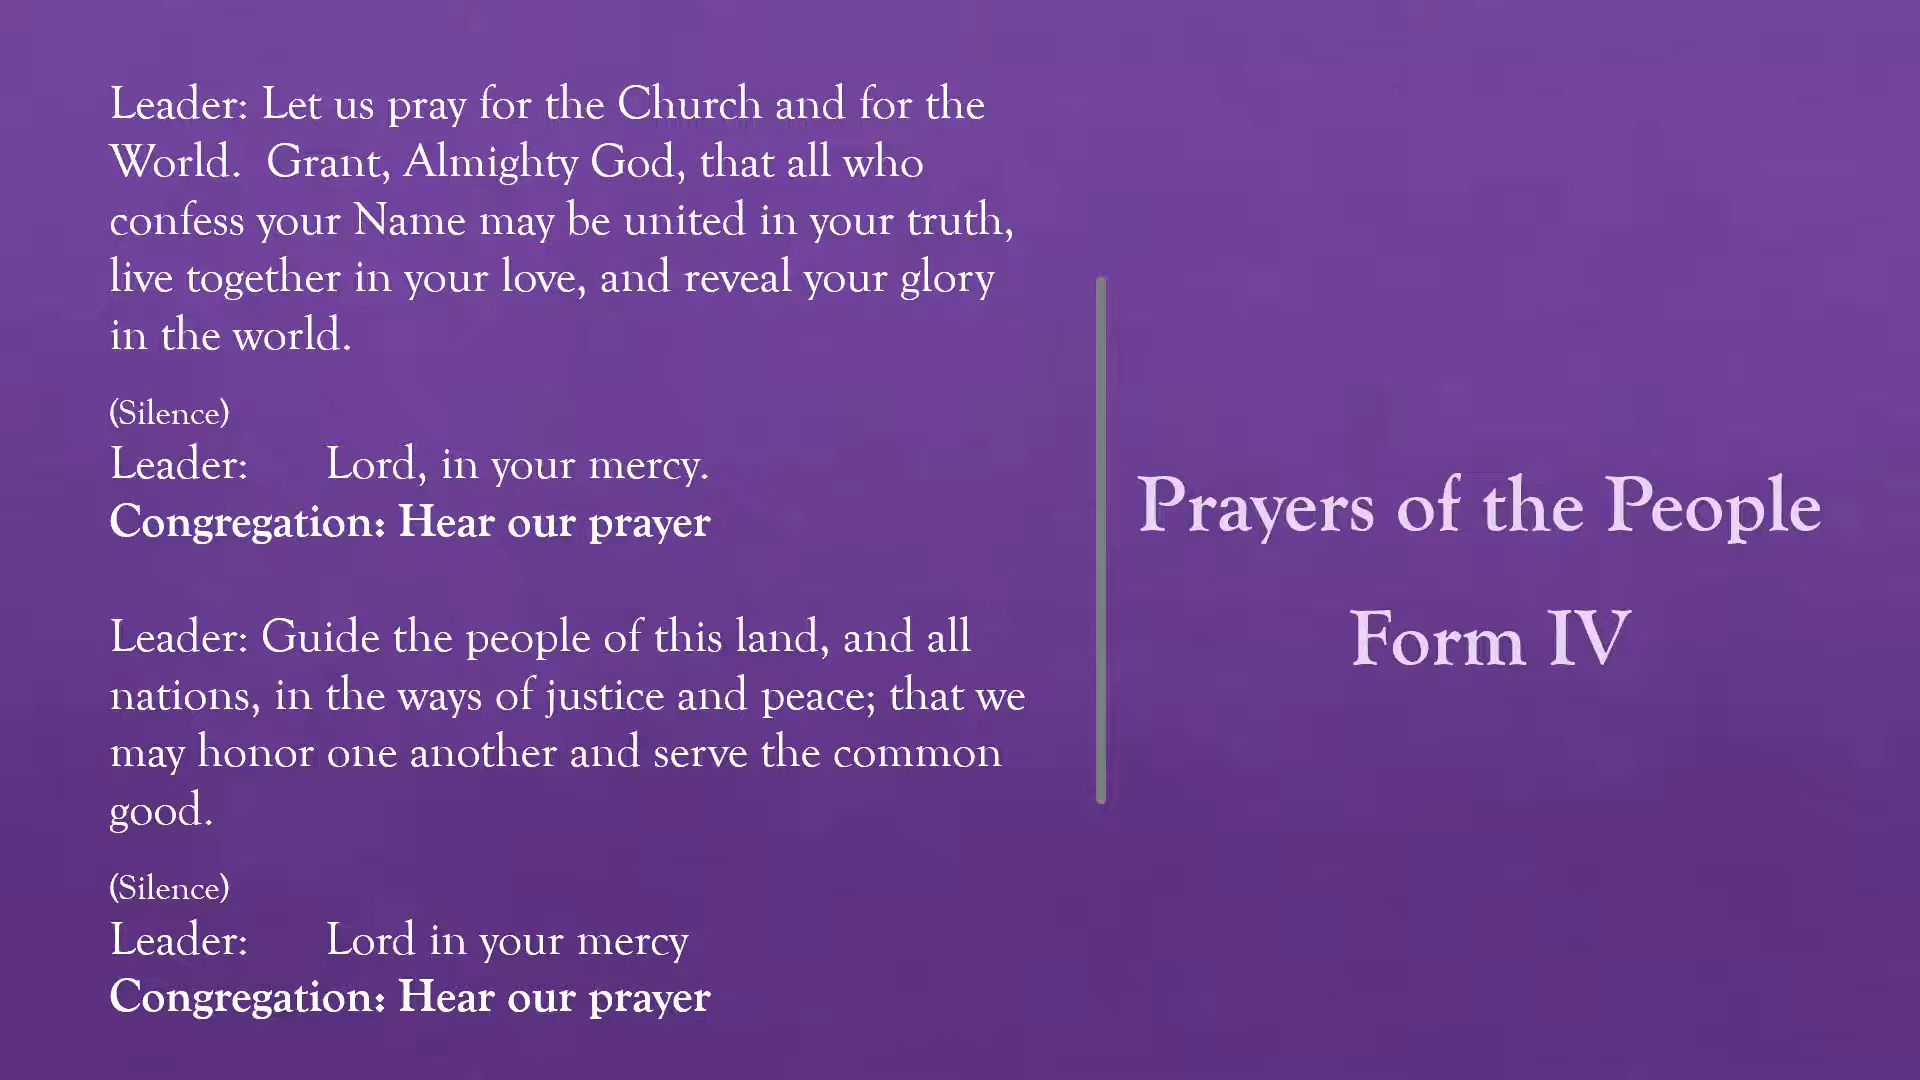 Leader: Let us pray for the Church and for the
World.  Grant, Almighty God, that all who
confess your Name may be united in your truth,
live together in your love, and reveal your glory
in the world.
(Silence)
Leader: Lord, in your mercy.
Congregation: Hear our prayer
Leader: Guide the people of this land, and all
nations, in the ways of justice and peace; that we
may honor one another and serve the common
good.
(Silence)
Leader: Lord in your mercy
Congregation: Hear our prayer
Prayers of the People
Form IV